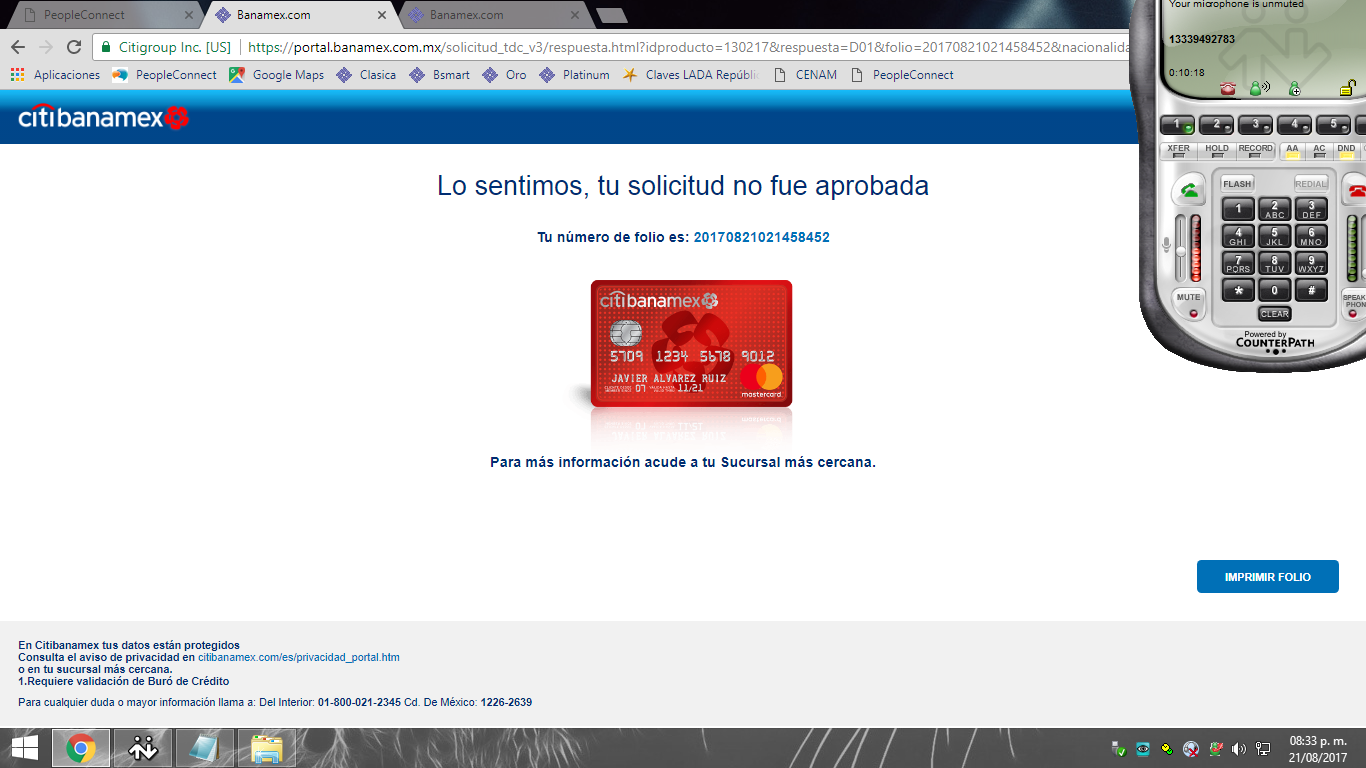 PeopleConnect
Banamex.com
Banamex.com
Citigroup Inc. [US]
https://portal.banamex.com.mx/solicitud_tdc_v3/respuesta.html?idproducto=130217&respuesta=D01&folio=20170821021458452&nacionalida
Aplicaciones
PeopleConnect
Google Maps
Clasica
Bsmart
Oro
Platinum
Claves LADA Repúblic
CENAM
PeopleConnect
citibanamex
Lo sentimos, tu solicitud no fue aprobada
Tu número de folio es: 20170821021458452
citibanamex
5709 1234 5678 9012
JAVIER ALVAREZ RUIZ
07 11/21
mastercard
Para más información acude a tu Sucursal más cercana.
IMPRIMIR FOLIO
En Citibanamex tus datos están protegidos
Consulta el aviso de privacidad en citibanamex.com/es/privacidad_portal.htm
o en tu sucursal más cercana.
1.Requiere validación de Buró de Crédito
Para cualquier duda o mayor información llama a: Del Interior: 01-800-021-2345 Cd. De México: 1226-2639
Your microphone is unmuted
13339492783
0:10:18
1 2 3 4 5
XFER HOLD RECORD AA AC DND
FLASH REDIAL
1 2 ABC 3 DEF
4 GHI 5 JKL 6 MNO
7 PQRS 8 TUV 9 WXYZ
* 0 #
MUTE
SPEAK
PHON
CLEAR
Powered by
COUNTERPATH
08:33 p. m.
21/08/2017